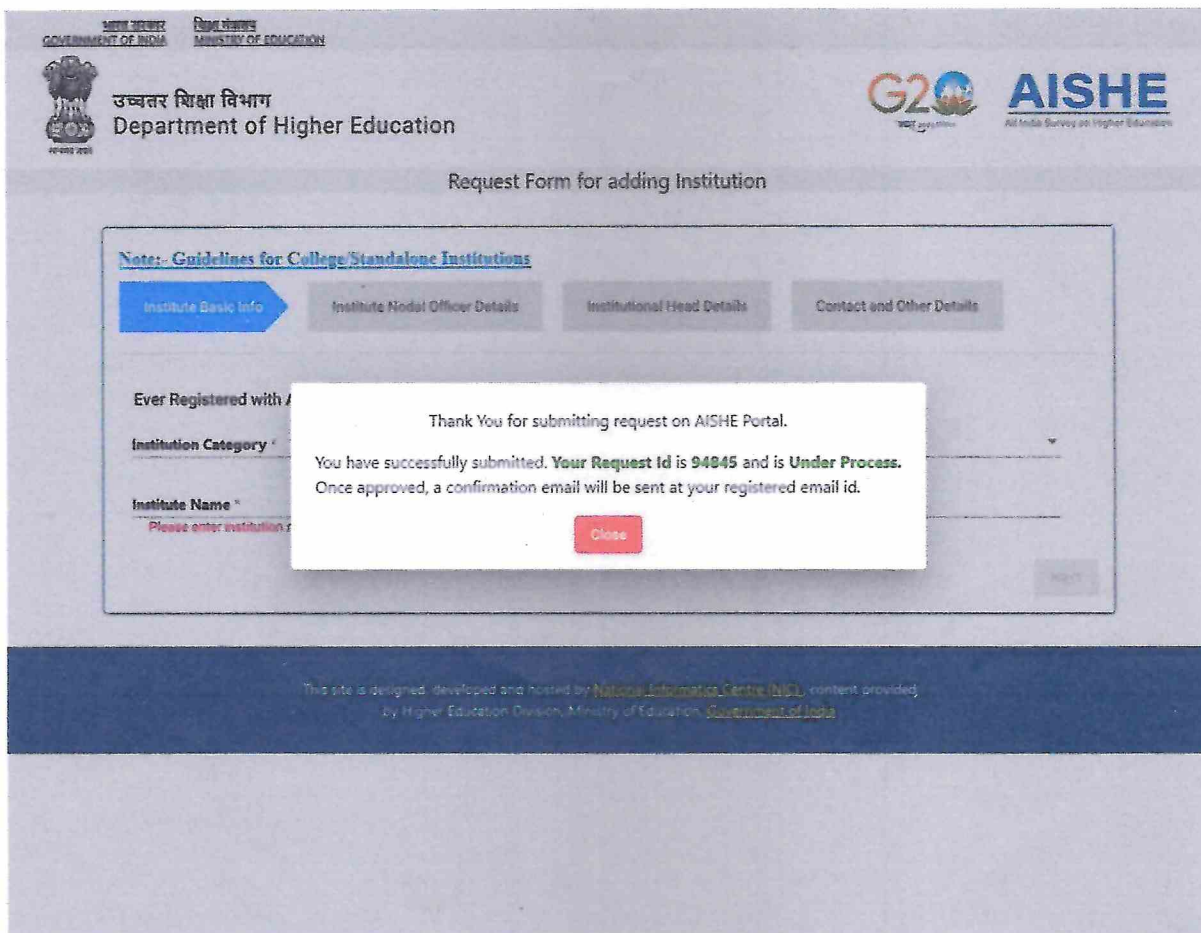 भारत सरकार शिक्षा मंत्रालय
GOVERNMENT OF INDIA MINISTRY OF EDUCATION
उच्चतर शिक्षा विभाग
Department of Higher Education
G20
AISHE
All India Survey on Higher Education
Request Form for adding Institution
Note:- Guidelines for College/Standalone Institutions
Institute Basic Info
Institute Nodal Officer Details
Institutional Head Details
Contact and Other Details
Ever Registered with A
Institution Category *
Institute Name *
Please enter institution
Thank You for submitting request on AISHE Portal.
You have successfully submitted. Your Request Id is 94845 and is Under Process.
Once approved, a confirmation email will be sent at your registered email id.
Close
This site is designed, developed and hosted by National Informatics Centre (NIC), content provided
by Higher Education Division, Ministry of Education, Government of India